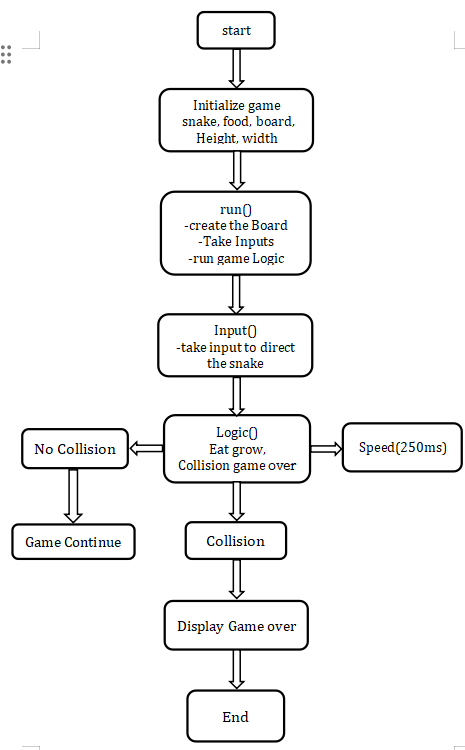 start
Initialize game
snake, food, board,
Height, width
run()
-create the Board
-Take Inputs
-run game Logic
Input()
-take input to direct
the snake
Logic()
Eat grow,
Collision game over
No Collision
Speed(250ms)
Game Continue
Collision
Display Game over
End